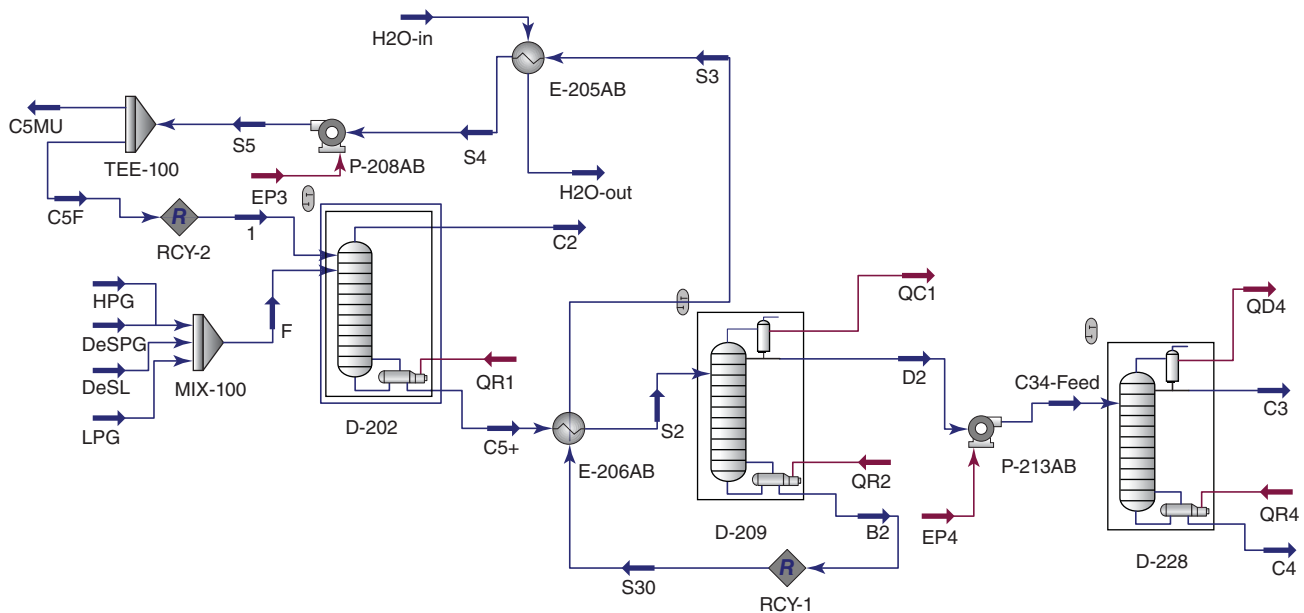 H2O-in
E-205AB
S3
C5MU
TEE-100
S5
P-208AB
S4
EP3
H2O-out
C5F
R
RCY-2
1
C2
HPG
DeSPG
DeSL
LPG
MIX-100
F
QR1
D-202
C5+
E-206AB
S2
QC1
D2
QR2
B2
D-209
S30
R
RCY-1
C34-Feed
P-213AB
EP4
QD4
C3
QR4
C4
D-228
T
T
T
T
T
T